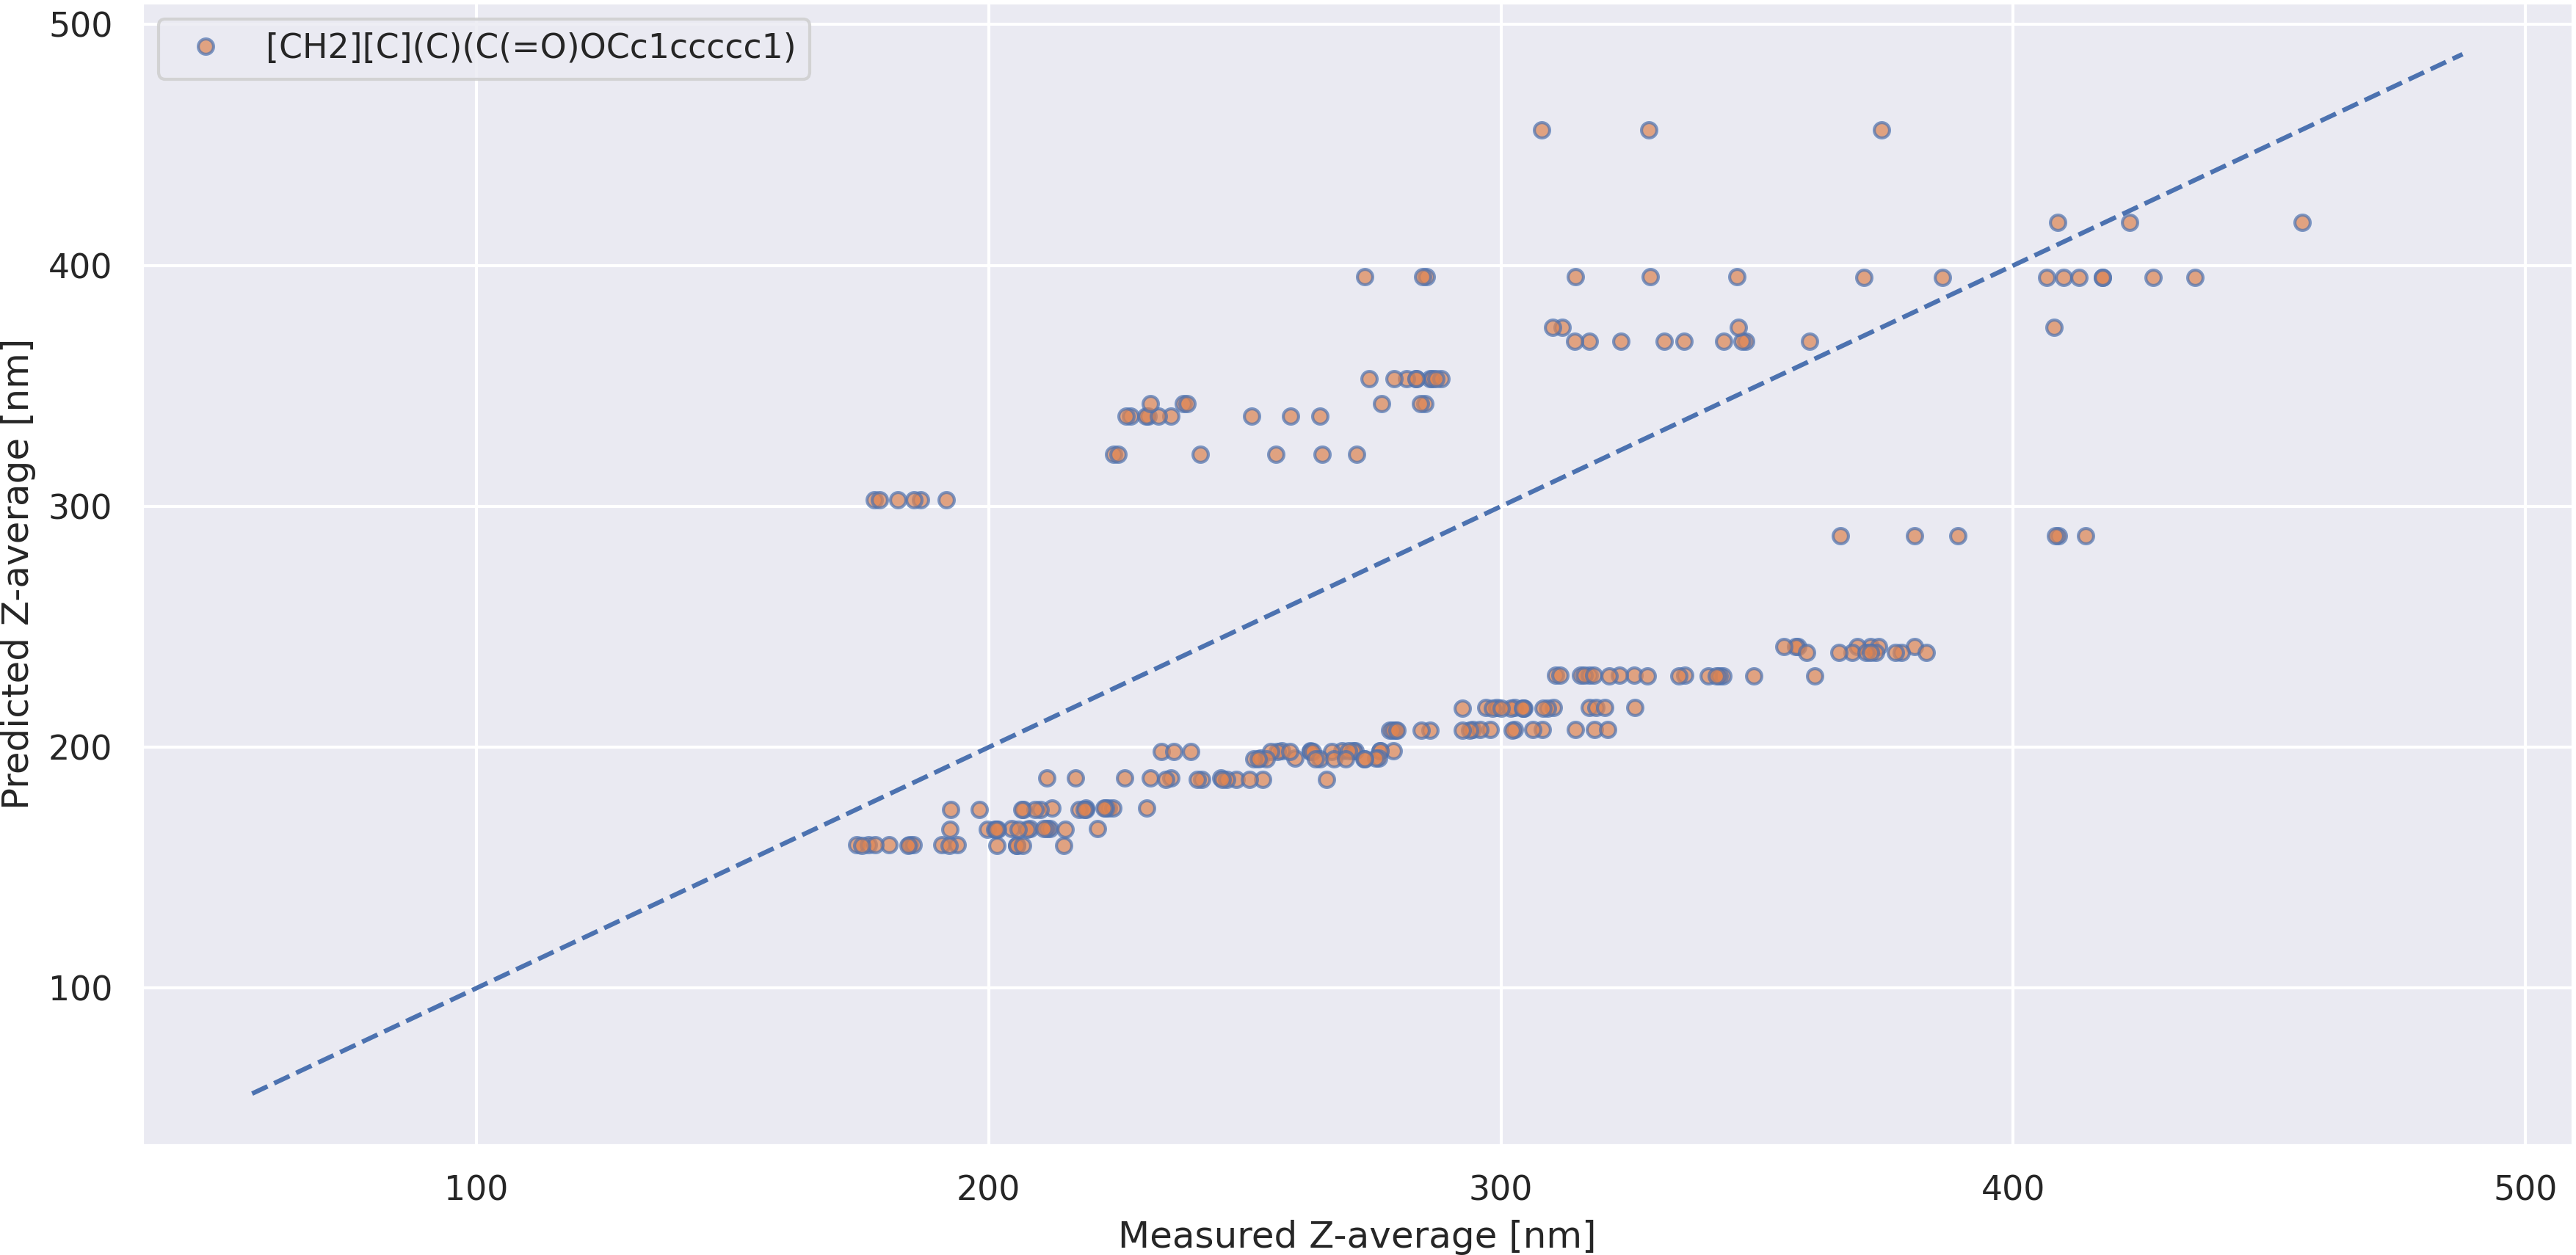 500
[CH2][C](C)(C(=O)OCc1ccccc1)
400
300
200
100
Predicted Z-average [nm]
100 200 300 400 500
Measured Z-average [nm]